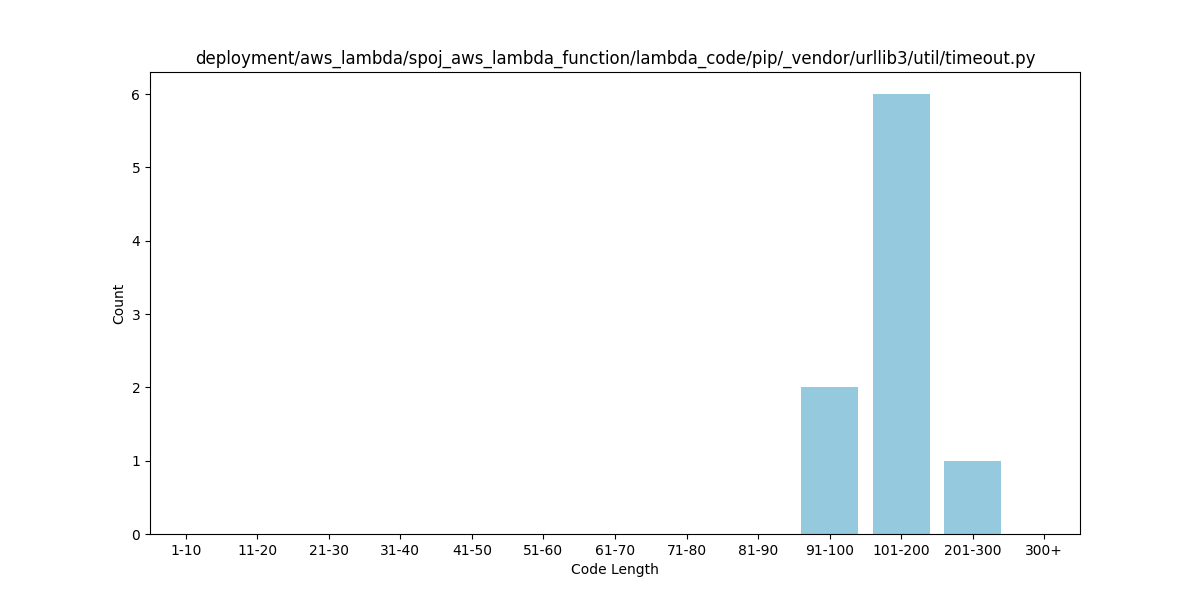 deployment/aws_lambda/spoj_aws_lambda_function/lambda_code/pip/_vendor/urllib3/util/timeout.py
6
5
4
3
2
1
0
Count
1-10 11-20 21-30 31-40 41-50 51-60 61-70 71-80 81-90 91-100 101-200 201-300 300+
Code Length